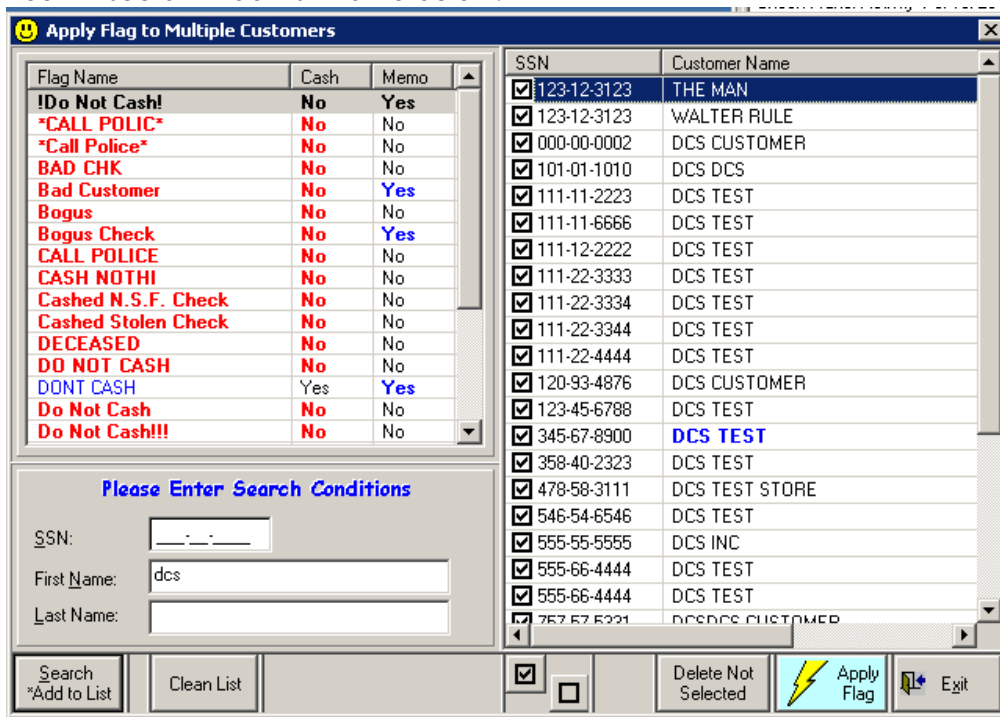 Apply Flag to Multiple Customers
Flag Name Cash Memo
!Do Not Cash! No Yes
*CALL POLIC* No No
*Call Police* No No
BAD CHK No No
Bad Customer No Yes
Bogus No No
Bogus Check No Yes
CALL POLICE No No
CASH NOTHI No No
Cashed N.S.F. Check No No
Cashed Stolen Check No No
DECEASED No No
DO NOT CASH No No
DONT CASH Yes Yes
Do Not Cash No No
Do Not Cash!!! No No
Please Enter Search Conditions
SSN: ___-__-____
First Name: dcs
Last Name:
SSN Customer Name
123-12-3123 THE MAN
123-12-3123 WALTER RULE
000-00-0002 DCS CUSTOMER
101-01-1010 DCS DCS
111-11-2223 DCS TEST
111-11-6666 DCS TEST
111-12-2222 DCS TEST
111-22-3333 DCS TEST
111-22-3334 DCS TEST
111-22-3344 DCS TEST
111-22-4444 DCS TEST
120-93-4876 DCS CUSTOMER
123-45-6788 DCS TEST
345-67-8900 DCS TEST
358-40-2323 DCS TEST
478-58-3111 DCS TEST STORE
546-54-6546 DCS TEST
555-55-5555 DCS INC
555-66-4444 DCS TEST
555-66-4444 DCS TEST
DCSDCS CUSTOMER
Search
*Add to List
Clean List
Delete Not
Selected
Apply
Flag
Exit